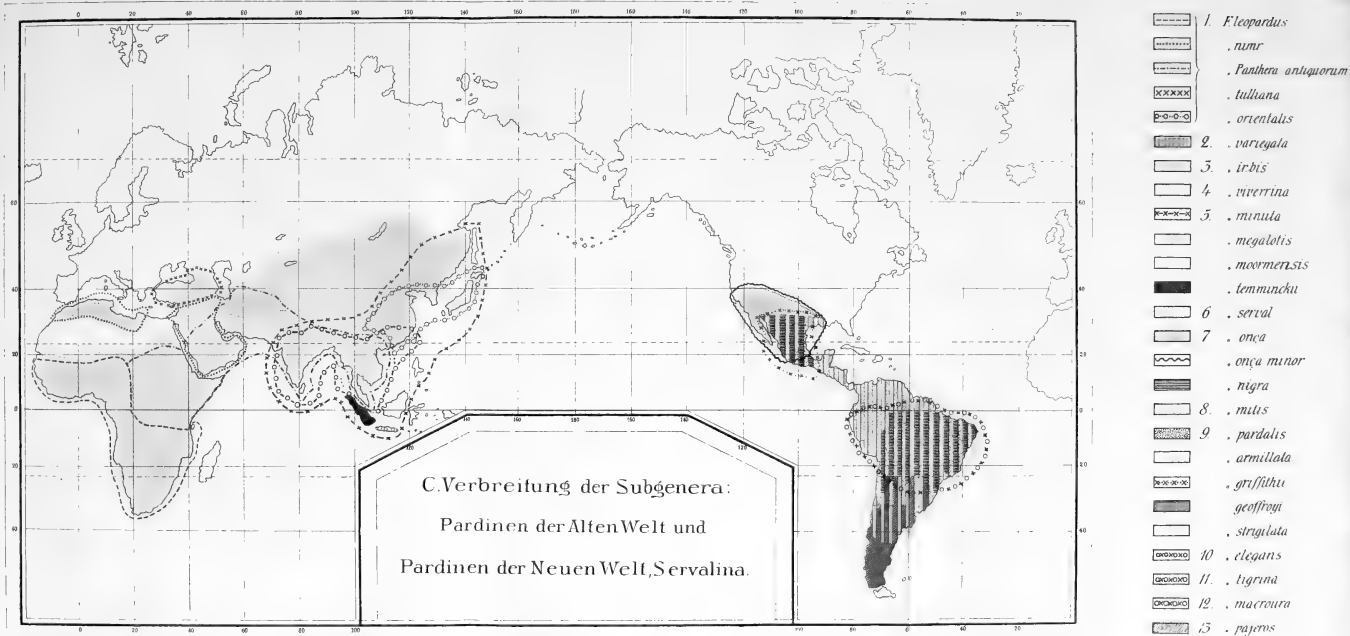 C.Verbreitung der Subgenera:
Pardinen der Alten Welt und
Pardinen der Neuen Welt, Servalina.
1. F. leopardus
. nimr
. Panthera antiquorum
. tulliana
. orientalis
2. . variegata
3. . irbis
4 . viverrina
5. . minuta
. megalotis
. moormensis
. temminckii
6 . serval
7 . onça
. onça minor
. nigra
8. . mitis
9. . pardalis
. armillata
. griffithii
geoffroyi
. strigilata
10 . elegans
11. . tigrina
12. . macroura
13 . pajeros